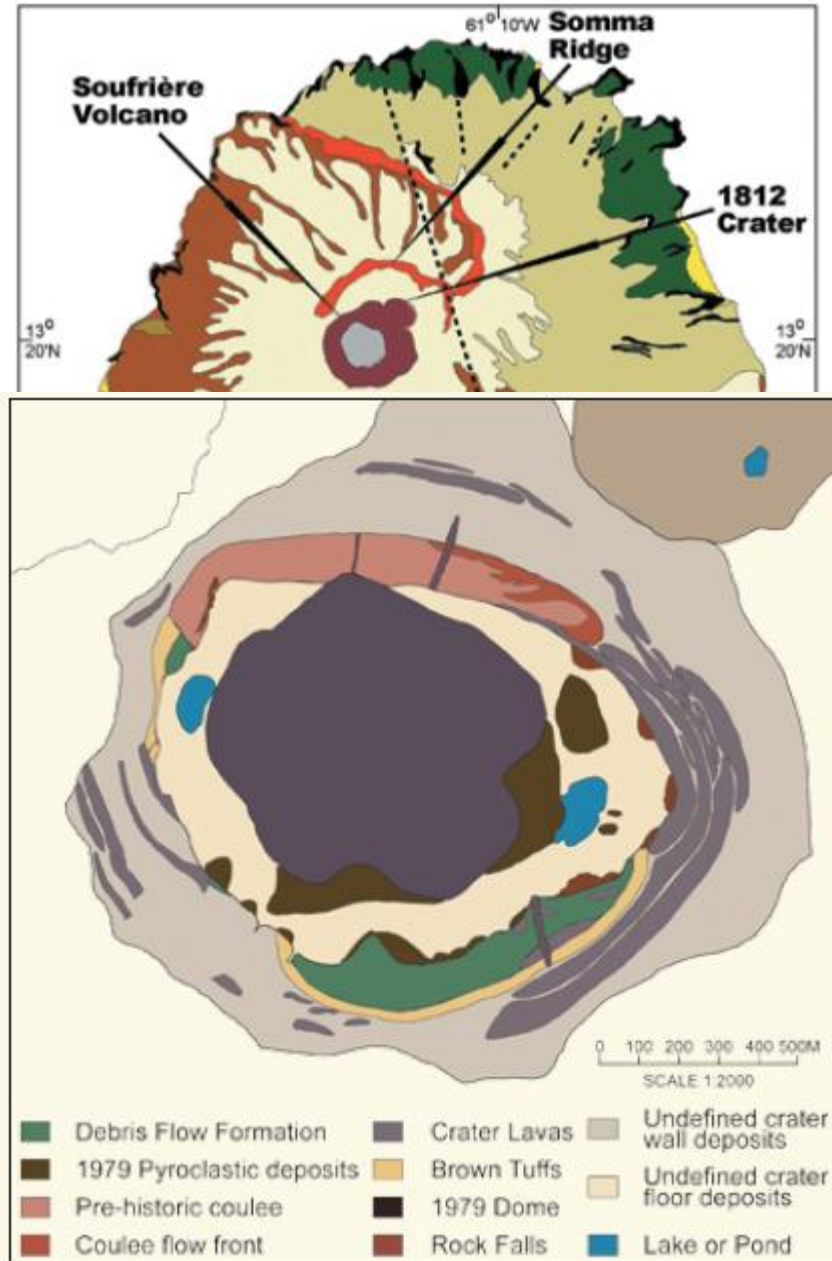 61° 10'W
Somma
Ridge
Soufrière
Volcano
1812
Crater
13°
20'N
13°
20'N
0 100 200 300 400 500M
SCALE 1:2000
Debris Flow Formation
1979 Pyroclastic deposits
Pre-historic coulee
Coulee flow front
Crater Lavas
Brown Tuffs
1979 Dome
Rock Falls
Undefined crater
wall deposits
Undefined crater
floor deposits
Lake or Pond